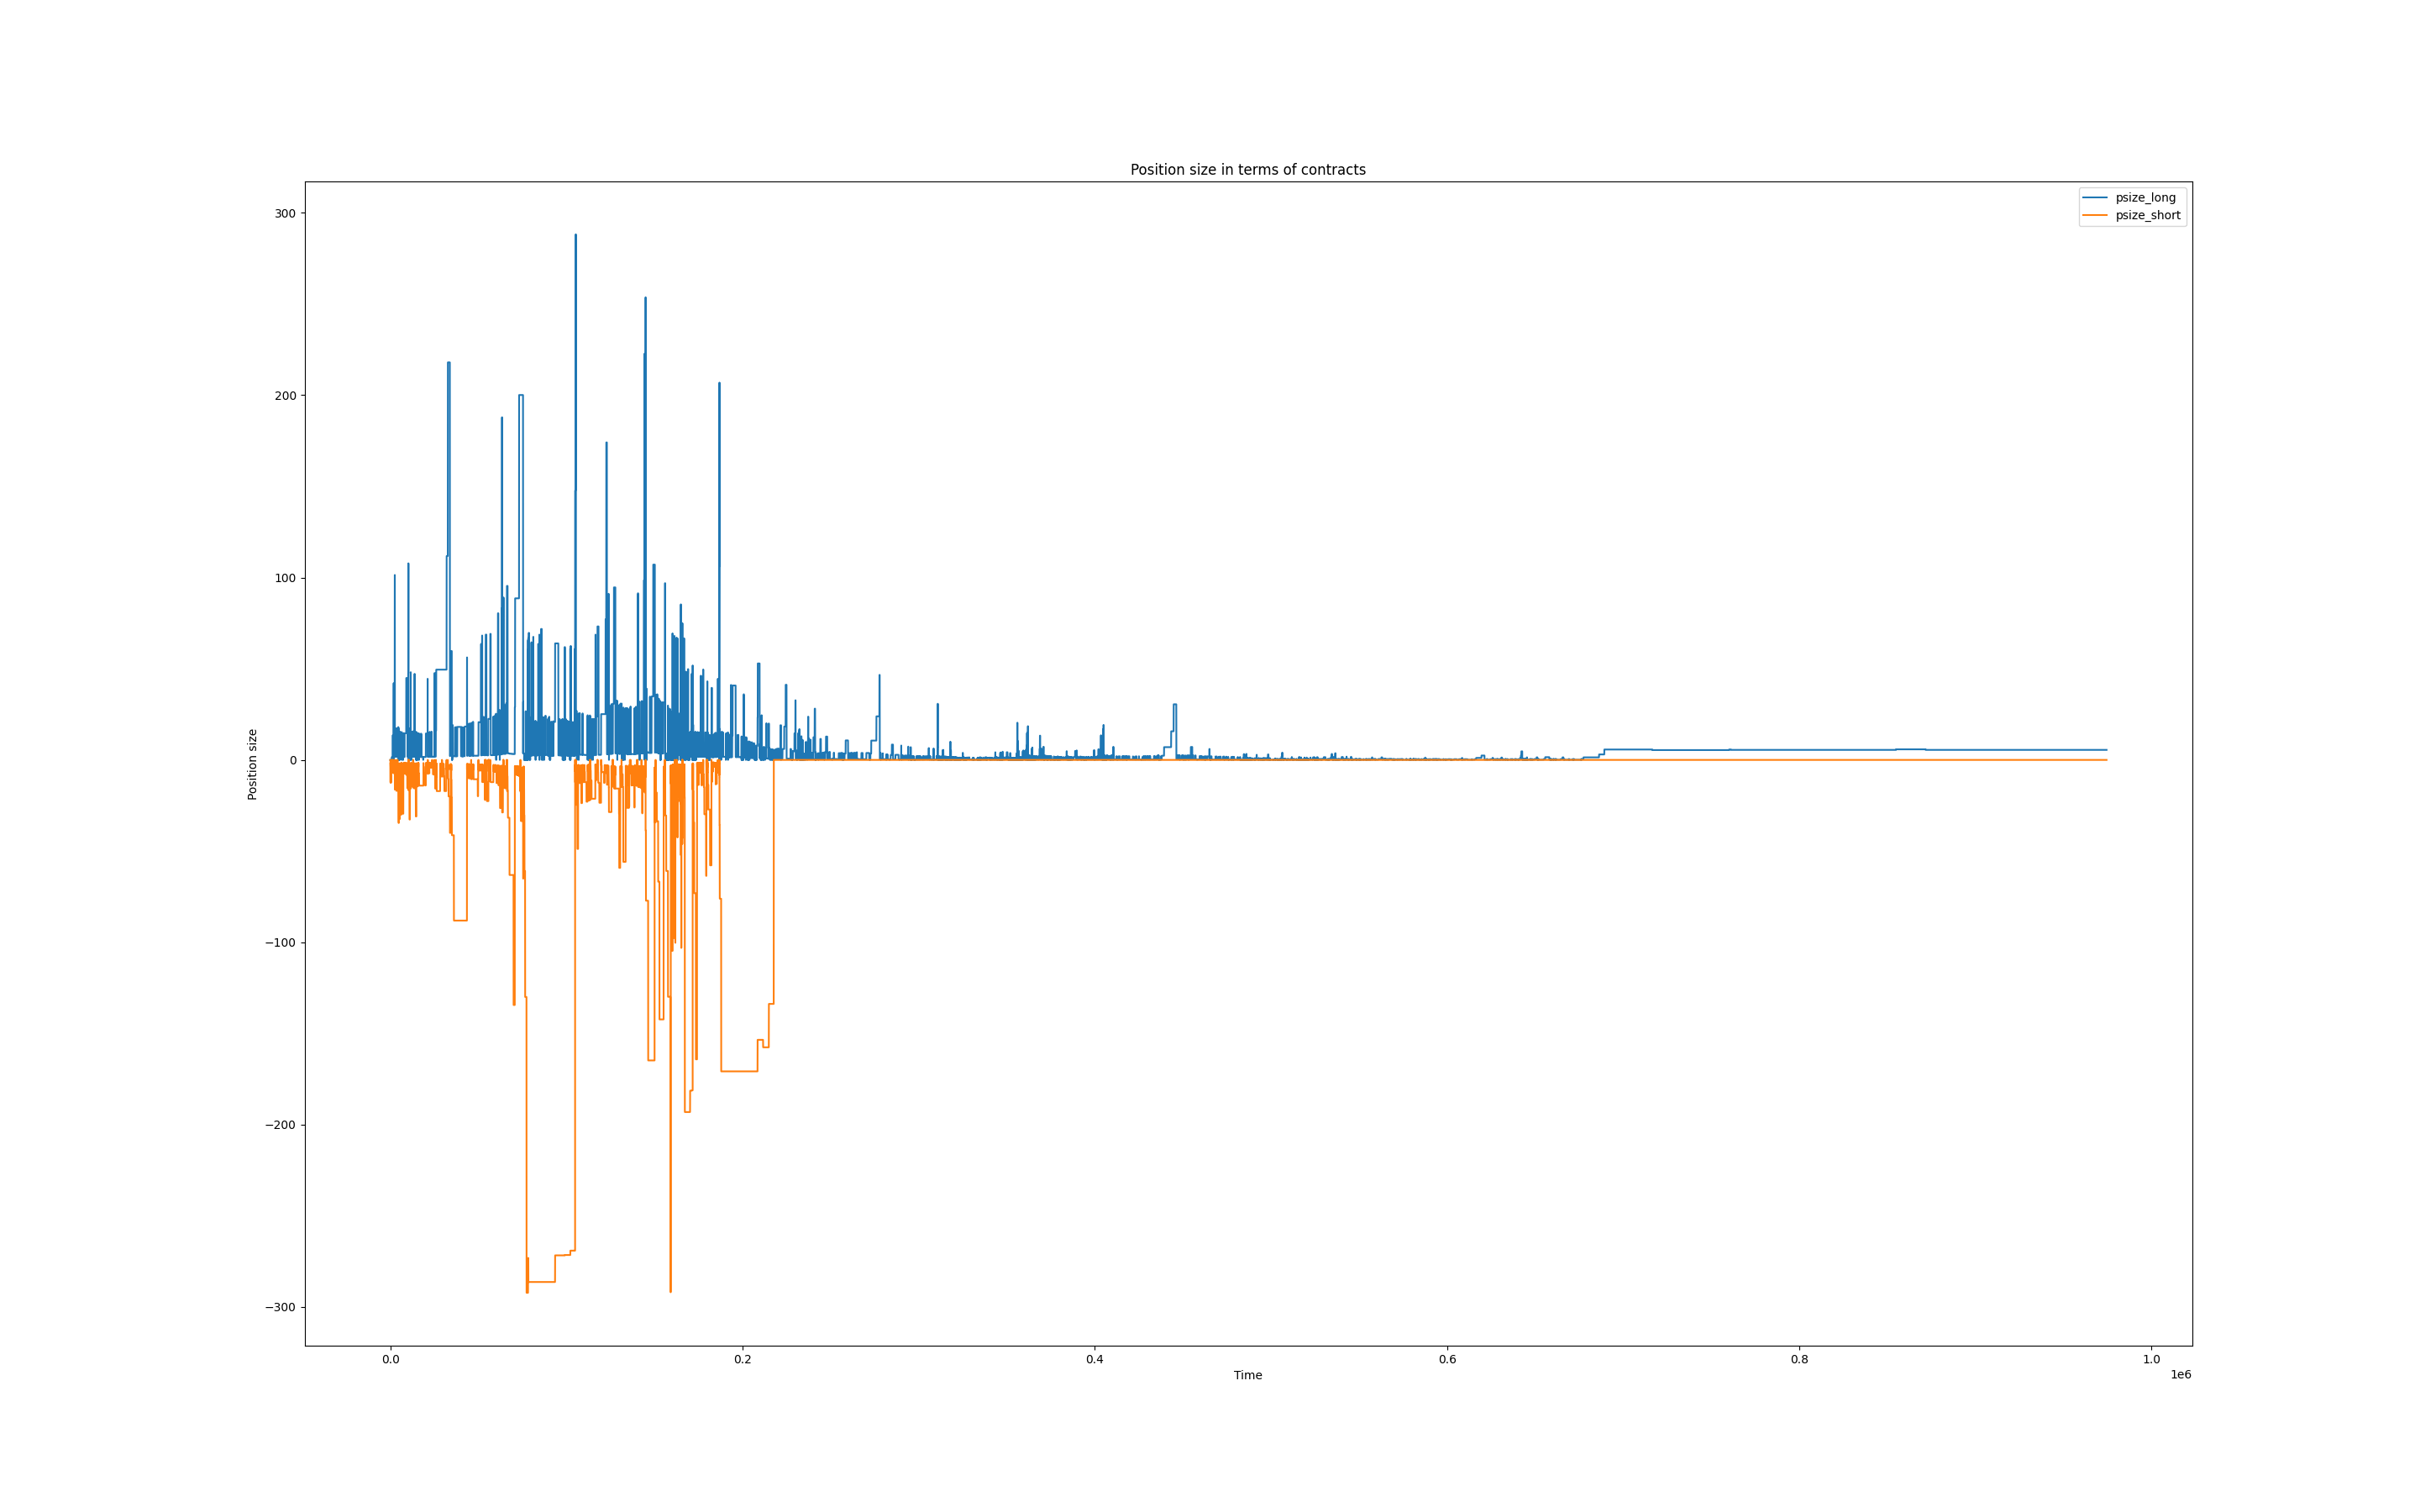 Position size in terms of contracts
psize_long
psize_short
300
200
100
0
−100
−200
−300
Position size
0.0 0.2 0.4 0.6 0.8 1.0
Time
1e6